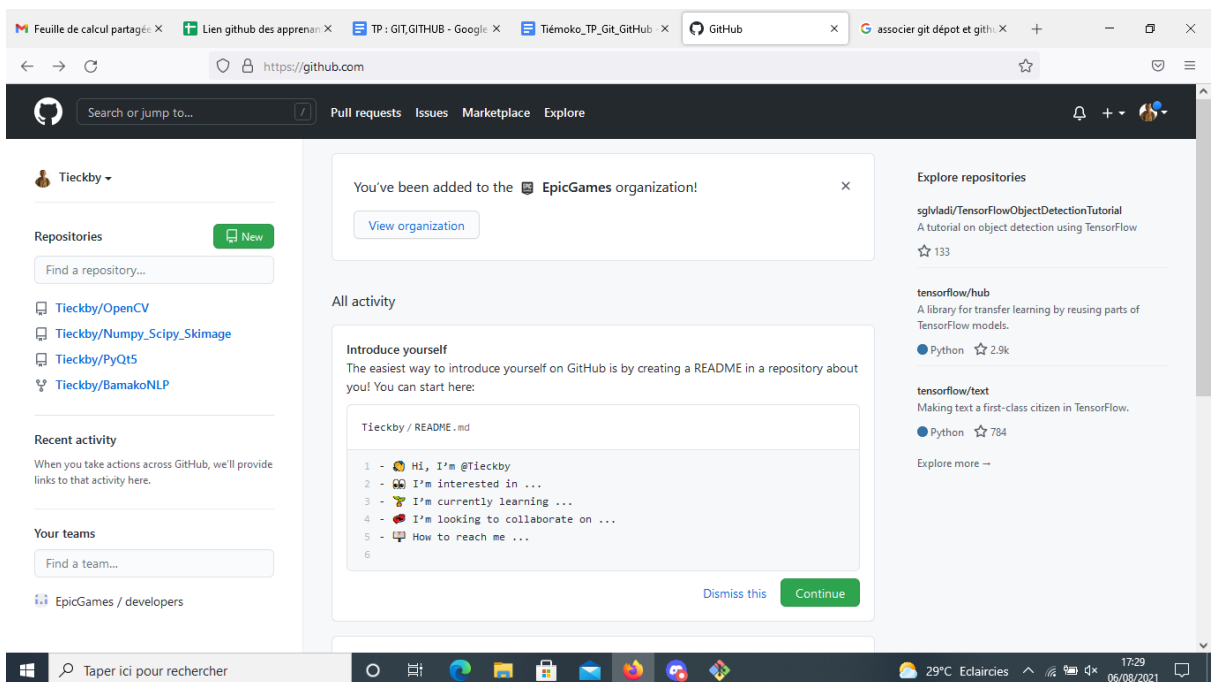 Feuille de calcul partagée
Lien github des apprenan
TP : GIT,GITHUB - Google
Tiémoko_TP_Git_GitHub -
GitHub
associer git dépot et githu
https://github.com
Search or jump to...
/
Pull requests Issues Marketplace Explore
Tieckby
Repositories
New
Find a repository...
Tieckby/OpenCV
Tieckby/Numpy_Scipy_Skimage
Tieckby/PyQt5
Tieckby/BamakoNLP
Recent activity
When you take actions across GitHub, we'll provide
links to that activity here.
Your teams
Find a team...
EpicGames / developers
You've been added to the EpicGames organization!
View organization
All activity
Introduce yourself
The easiest way to introduce yourself on GitHub is by creating a README in a repository about
you! You can start here:
Tieckby / README.md
1 - 👋 Hi, I'm @Tieckby
2 - 👀 I'm interested in ...
3 - 🌱 I'm currently learning ...
4 - 💞️ I'm looking to collaborate on ...
5 - 📫 How to reach me ...
6
Dismiss this
Continue
Explore repositories
sglvladi/TensorFlowObjectDetectionTutorial
A tutorial on object detection using TensorFlow
133
tensorflow/hub
A library for transfer learning by reusing parts of
TensorFlow models.
Python 2.9k
tensorflow/text
Making text a first-class citizen in TensorFlow.
Python 784
Explore more →
Taper ici pour rechercher
29°C Eclaircies
17:29
06/08/2021